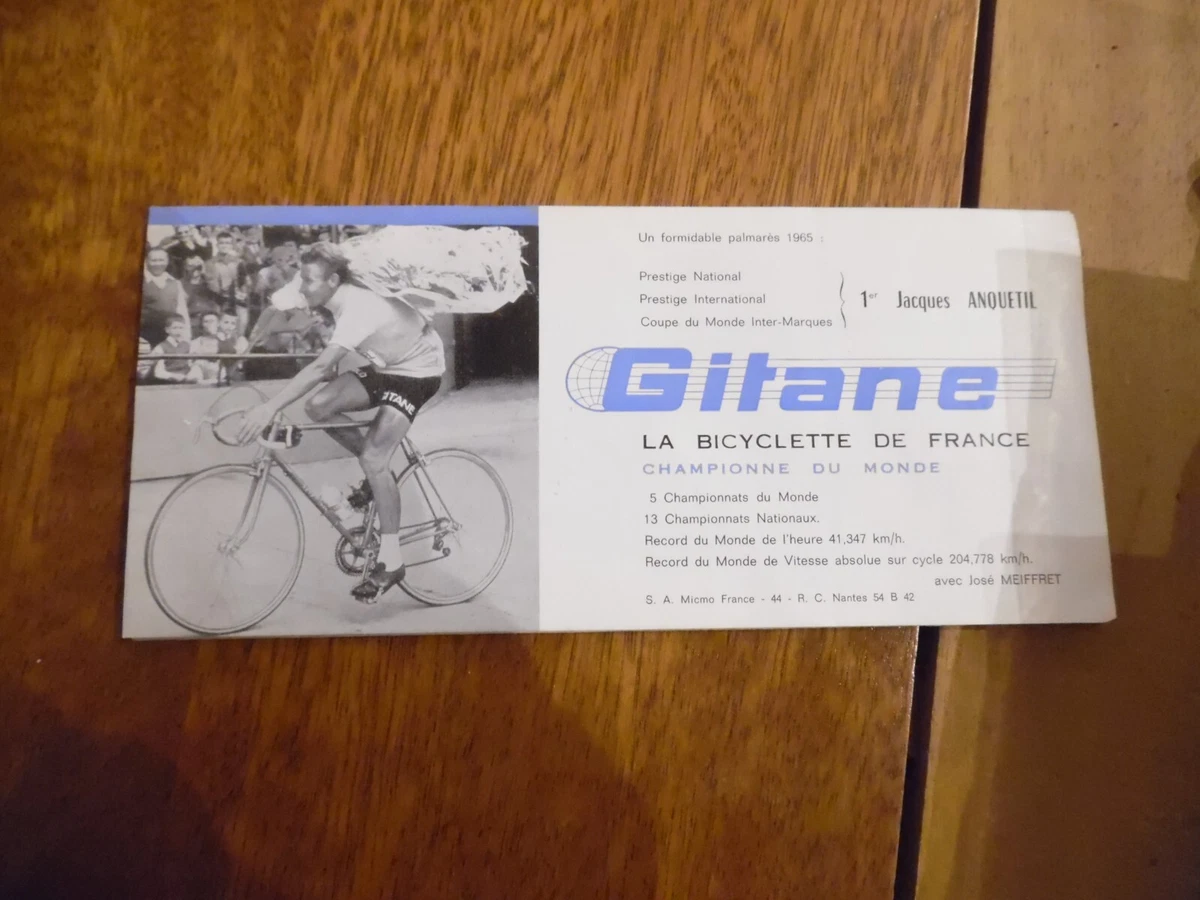 Un formidable palmarès 1965 :
Prestige National
Prestige International
Coupe du Monde Inter-Marques
1er Jacques ANQUETIL
Gitane
LA BICYCLETTE DE FRANCE
CHAMPIONNE DU MONDE
5 Championnats du Monde
13 Championnats Nationaux.
Record du Monde de l'heure 41,347 km/h.
Record du Monde de Vitesse absolue sur cycle 204,778 km/h.
avec José MEIFFRET
S. A. Micmo France - 44 - R. C. Nantes 54 B 42
GITANE